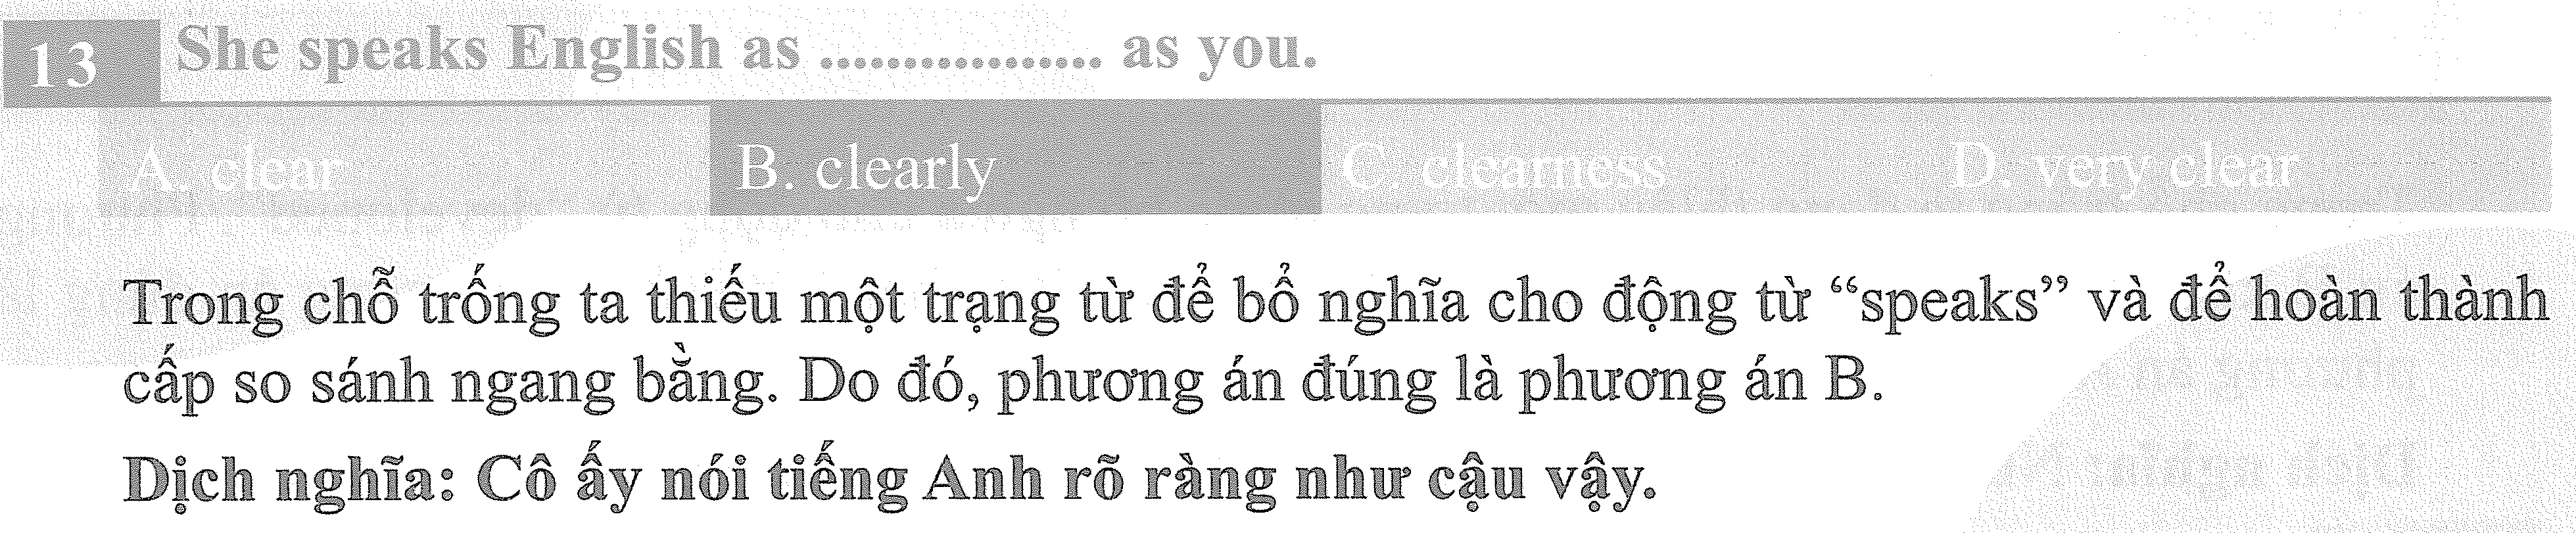 13 She speaks English as ................ as you.
A. clear B. clearly C. clearness D. very clear
Trong chỗ trống ta thiếu một trạng từ để bổ nghĩa cho động từ “speaks” và để hoàn thành
cấp so sánh ngang bằng. Do đó, phương án đúng là phương án B.
Dịch nghĩa: Cô ấy nói tiếng Anh rõ ràng như cậu vậy.